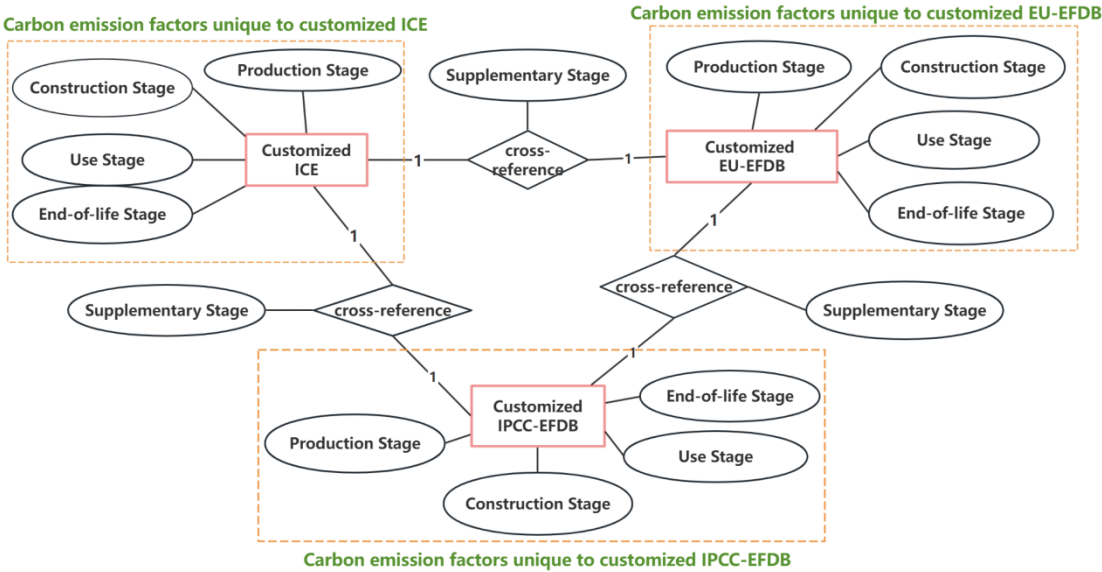 Carbon emission factors unique to customized ICE
Carbon emission factors unique to customized EU-EFDB
Construction Stage
Production Stage
Use Stage
End-of-life Stage
Customized
ICE
1
Supplementary Stage
cross-
reference
1
Production Stage
Construction Stage
Use Stage
End-of-life Stage
Customized
EU-EFDB
1
1
Supplementary Stage
cross-reference
cross-reference
Supplementary Stage
1
1
Customized
IPCC-EFDB
End-of-life Stage
Production Stage
Use Stage
Construction Stage
Carbon emission factors unique to customized IPCC-EFDB